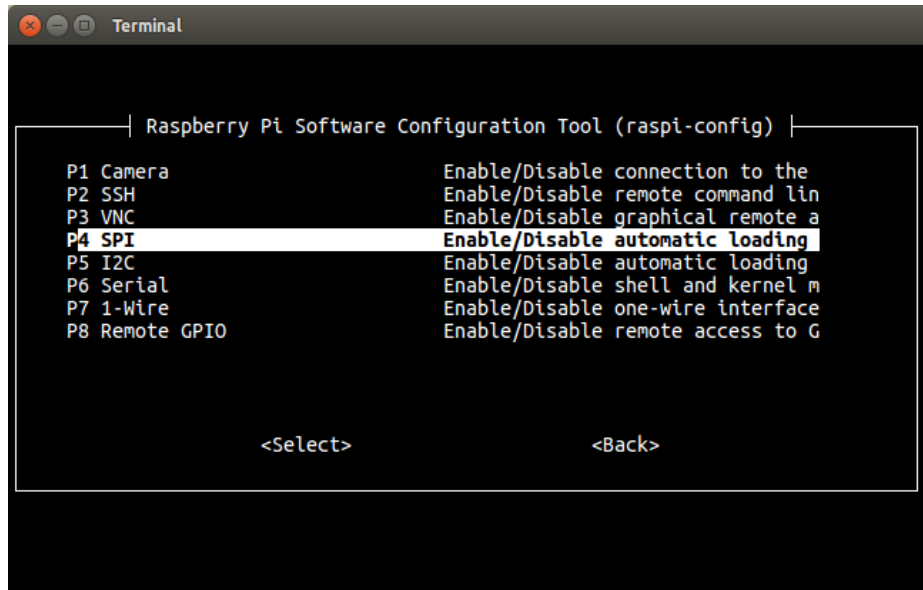 Terminal
Raspberry Pi Software Configuration Tool (raspi-config)
P1 Camera Enable/Disable connection to the
P2 SSH Enable/Disable remote command lin
P3 VNC Enable/Disable graphical remote a
P4 SPI Enable/Disable automatic loading
P5 I2C Enable/Disable automatic loading
P6 Serial Enable/Disable shell and kernel m
P7 1-Wire Enable/Disable one-wire interface
P8 Remote GPIO Enable/Disable remote access to G
<Select> <Back>